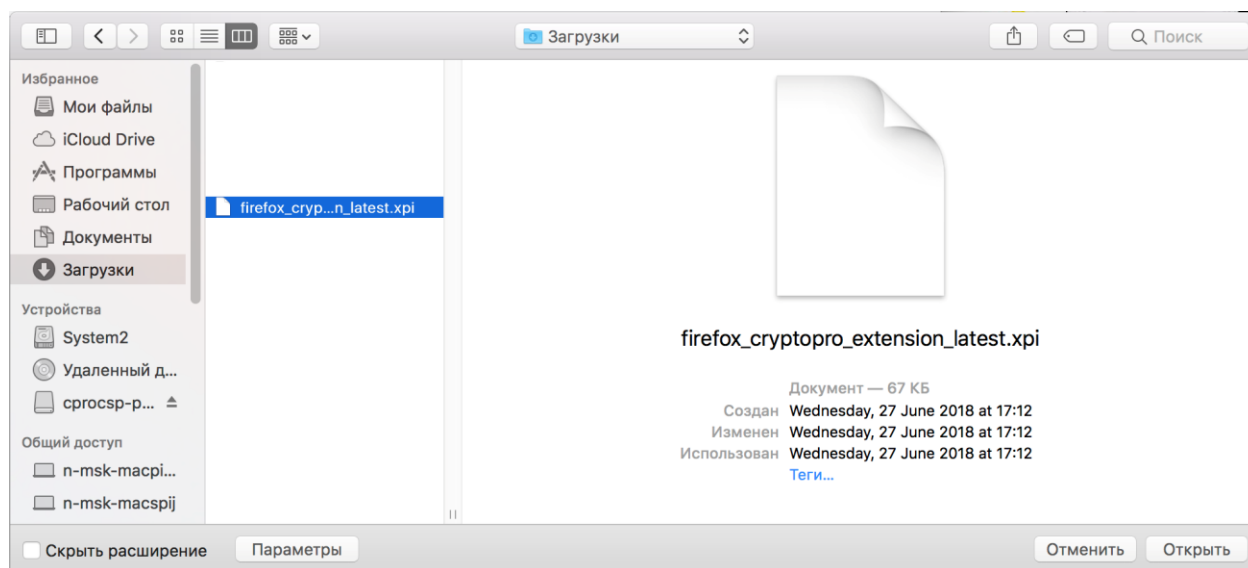 Загрузки
Поиск
Избранное
Мои файлы
iCloud Drive
Программы
Рабочий стол
Документы
Загрузки
Устройства
System2
Удаленный д...
cprocsp-p...
Общий доступ
n-msk-macpi...
n-msk-macspij
firefox_cryp...n_latest.xpi
firefox_cryptopro_extension_latest.xpi
Документ — 67 КБ
Создан Wednesday, 27 June 2018 at 17:12
Изменен Wednesday, 27 June 2018 at 17:12
Использован Wednesday, 27 June 2018 at 17:12
Теги...
Скрыть расширение
Параметры
Отменить
Открыть